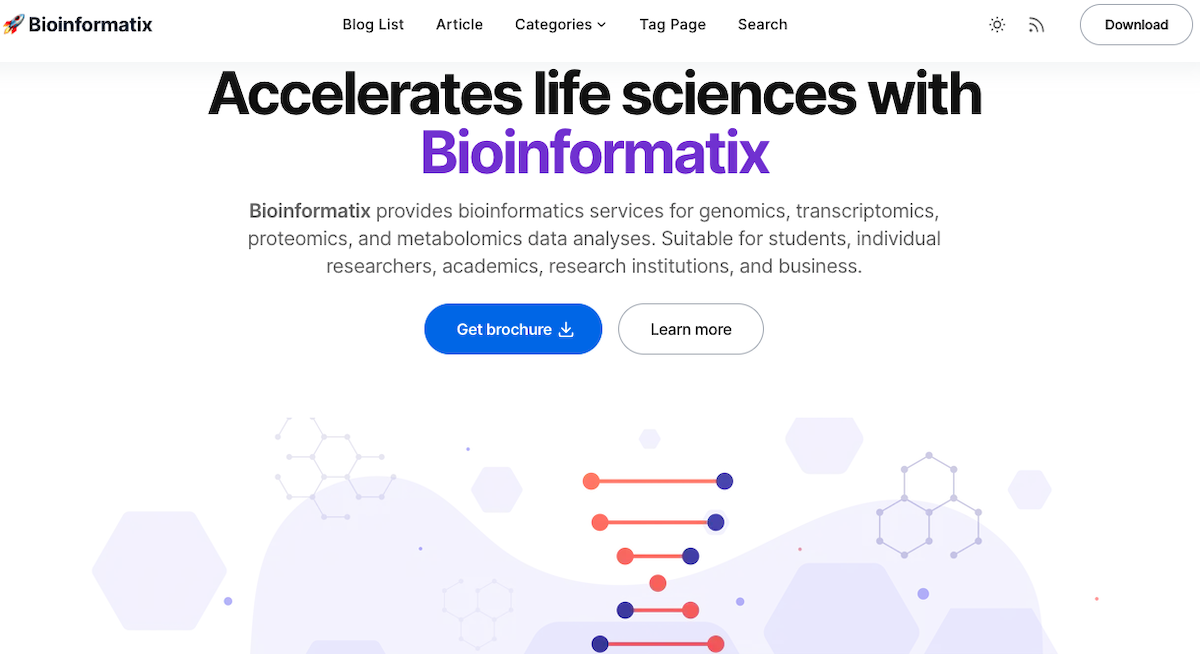 Bioinformatix
Blog List
Article
Categories
Tag Page
Search
Download
Accelerates life sciences with
Bioinformatix
Bioinformatix provides bioinformatics services for genomics, transcriptomics,
proteomics, and metabolomics data analyses. Suitable for students, individual
researchers, academics, research institutions, and business.
Get brochure
Learn more